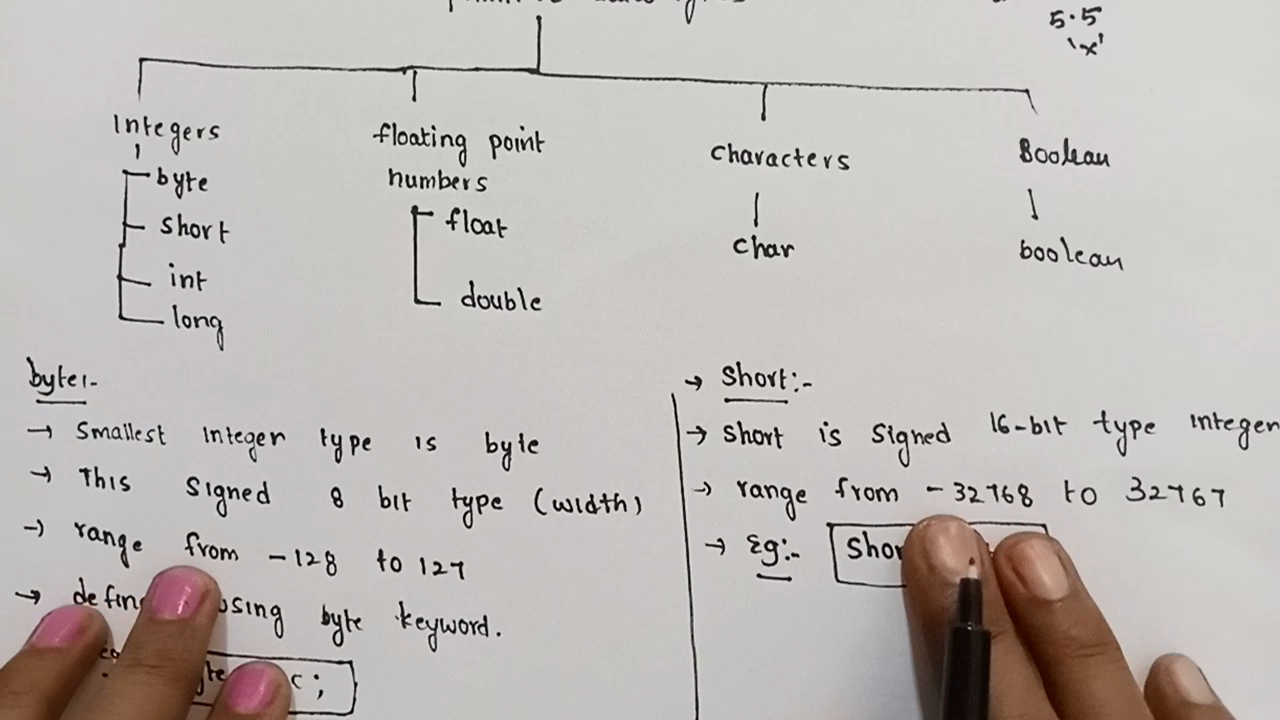 5.5
'x'
Integers
byte
short
int
long
floating point
numbers
float
double
characters
char
Boolean
boolean
byte:-
→ Smallest Integer type is byte
→ This Signed 8 bit type (width)
→ range from -128 to 127
→ using byte keyword.
c;
→ Short:-
→ Short is Signed 16-bit type Integer
→ range from -32768 to 32767
→ Eg:-